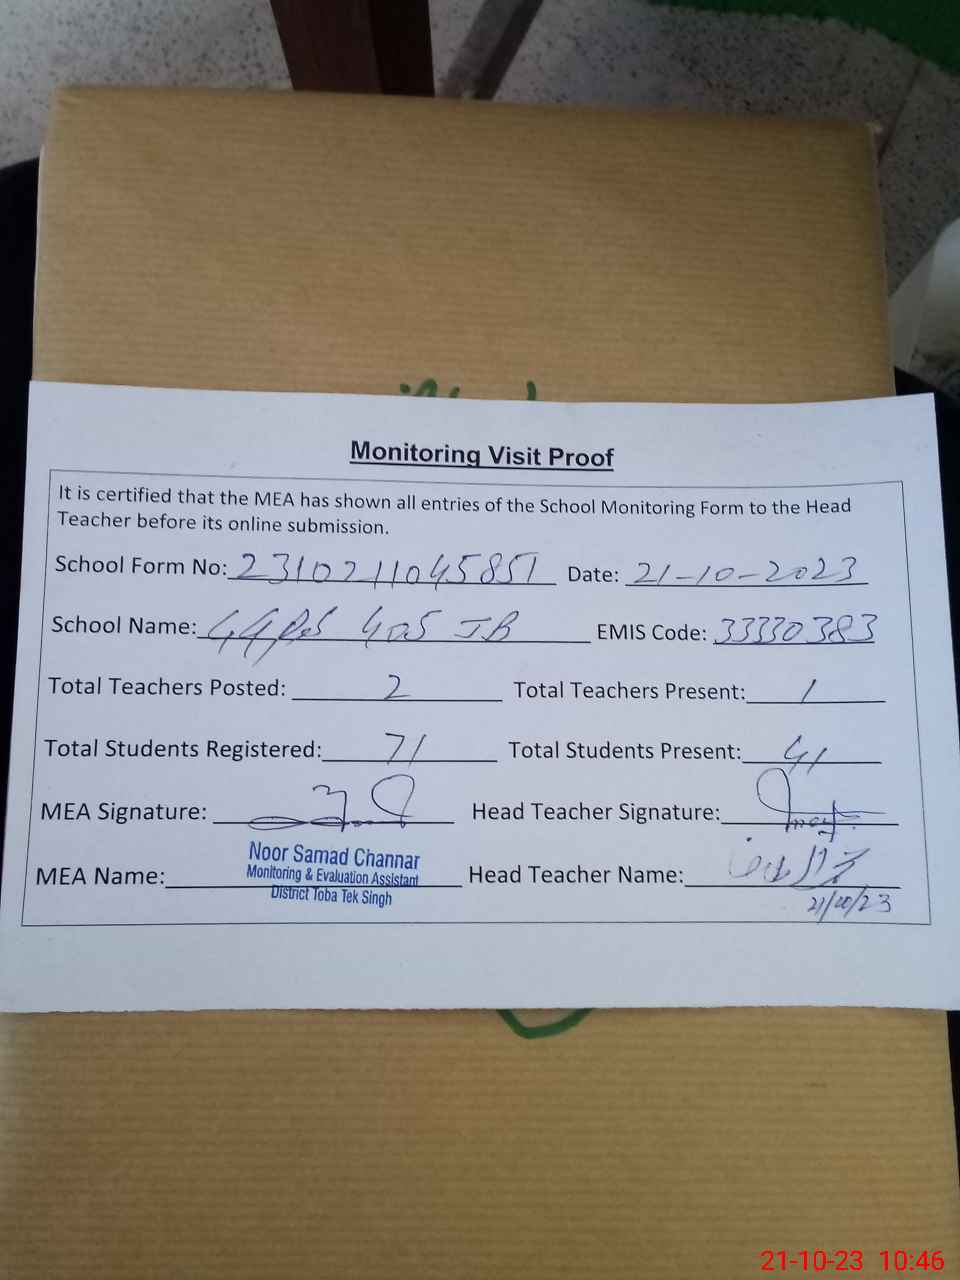 Monitoring Visit Proof
It is certified that the MEA has shown all entries of the School Monitoring Form to the Head
Teacher before its online submission.
School Form No: 2310211045851 Date: 21-10-2023
School Name: GGPS 405 JB EMIS Code: 33330383
Total Teachers Posted: 2 Total Teachers Present: 1
Total Students Registered: 71 Total Students Present: 41
MEA Signature: Head Teacher Signature:
MEA Name: Noor Samad Channar Head Teacher Name:
Monitoring & Evaluation Assistant
District Toba Tek Singh
21/10/23
21-10-23 10:46